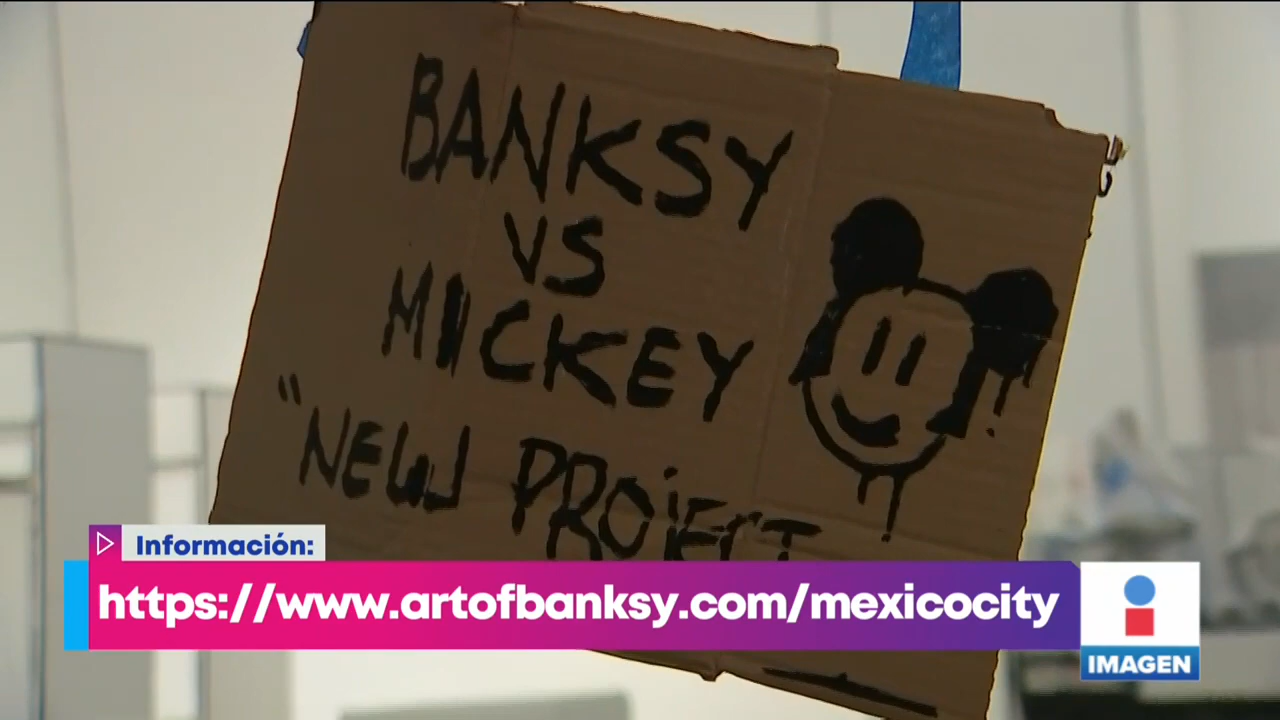 BANKSY
VS
MICKEY
"NEW PROJECT
Información:
https://www.artofbanksy.com/mexicocity
IMAGEN